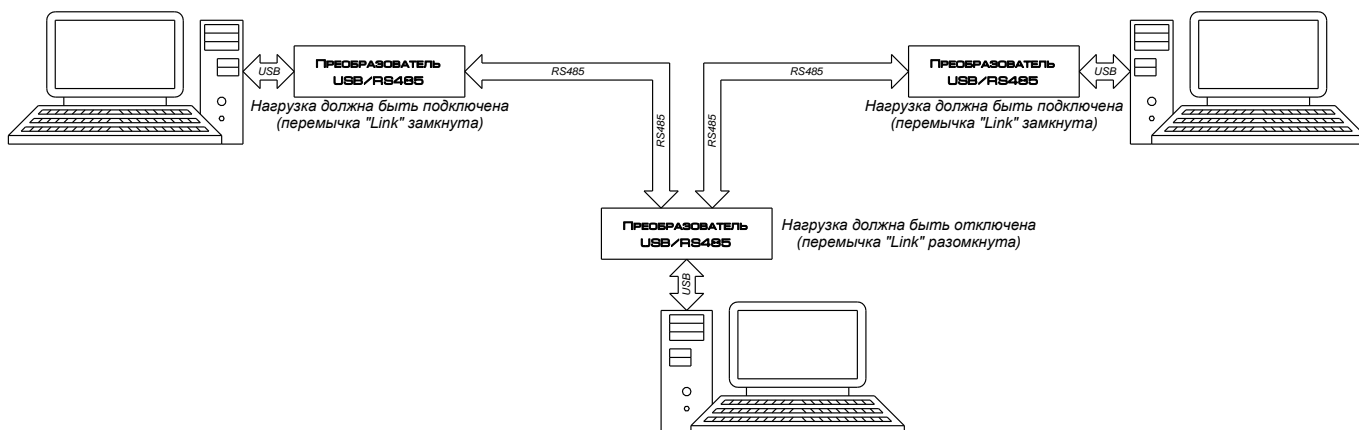 USB
ПРЕОБРАЗОВАТЕЛЬ
USB/RS485
RS485
Нагрузка должна быть подключена
(перемычка "Link" замкнута)
RS485
RS485
RS485
ПРЕОБРАЗОВАТЕЛЬ
USB/RS485
USB
Нагрузка должна быть подключена
(перемычка "Link" замкнута)
ПРЕОБРАЗОВАТЕЛЬ
USB/RS485
Нагрузка должна быть отключена
(перемычка "Link" разомкнута)
USB